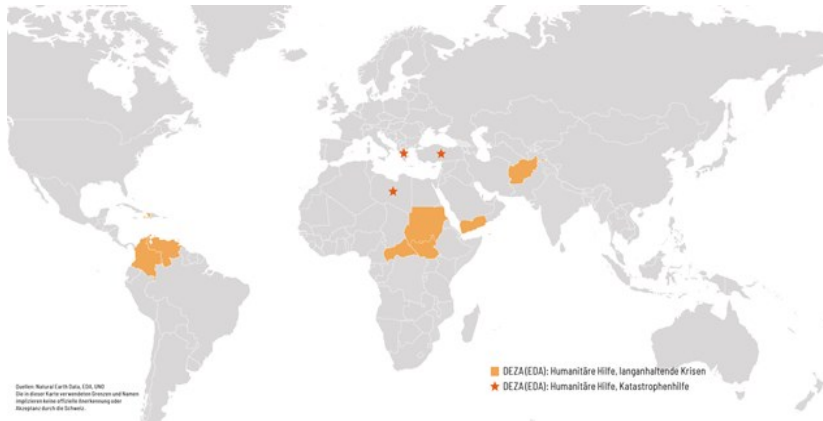 DEZA (EDA): Humanitäre Hilfe, langanhaltende Krisen
DEZA (EDA): Humanitäre Hilfe, Katastrophenhilfe
Quellen: Natural Earth Data, EDA, UNO
Die in dieser Karte verwendeten Grenzen und Namen
implizieren keine offizielle Anerkennung oder
Akzeptanz durch die Schweiz.